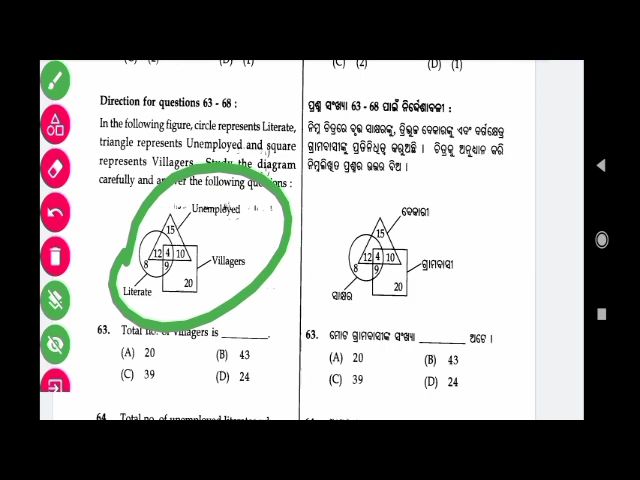 (D) (1)
(C) (2)
(D) (1)
Direction for questions 63 - 68 :
In the following figure, circle represents Literate,
triangle represents Unemployed and square
represents Villagers. Study the diagram
carefully and answer the following questions :
Unemployed
15
12 4 10
Villagers
8 9
20
Literate
63. Total no. of villagers is ________.
(A) 20 (B) 43
(C) 39 (D) 24
64. Total no. of unemployed literates
ପ୍ରଶ୍ନ ସଂଖ୍ୟା 63 - 68 ପାଇଁ ନିର୍ଦ୍ଦେଶାବଳୀ :
ନିମ୍ନ ଚିତ୍ରରେ ବୃତ୍ତ ସାକ୍ଷରଙ୍କୁ, ତ୍ରିଭୁଜ ବେକାରଙ୍କୁ ଏବଂ ବର୍ଗକ୍ଷେତ୍ର
ଗ୍ରାମବାସୀଙ୍କୁ ପ୍ରତିନିଧିତ୍ୱ କରୁଅଛି । ଚିତ୍ରକୁ ଅନୁଧ୍ୟାନ କରି
ନିମ୍ନଲିଖିତ ପ୍ରଶ୍ନର ଉତ୍ତର ଦିଅ ।
ବେକାରୀ
15
12 4 10
ଗ୍ରାମବାସୀ
8 9
20
ସାକ୍ଷର
63. ମୋଟ ଗ୍ରାମବାସୀଙ୍କ ସଂଖ୍ୟା ________ ଅଟେ ।
(A) 20 (B) 43
(C) 39 (D) 24